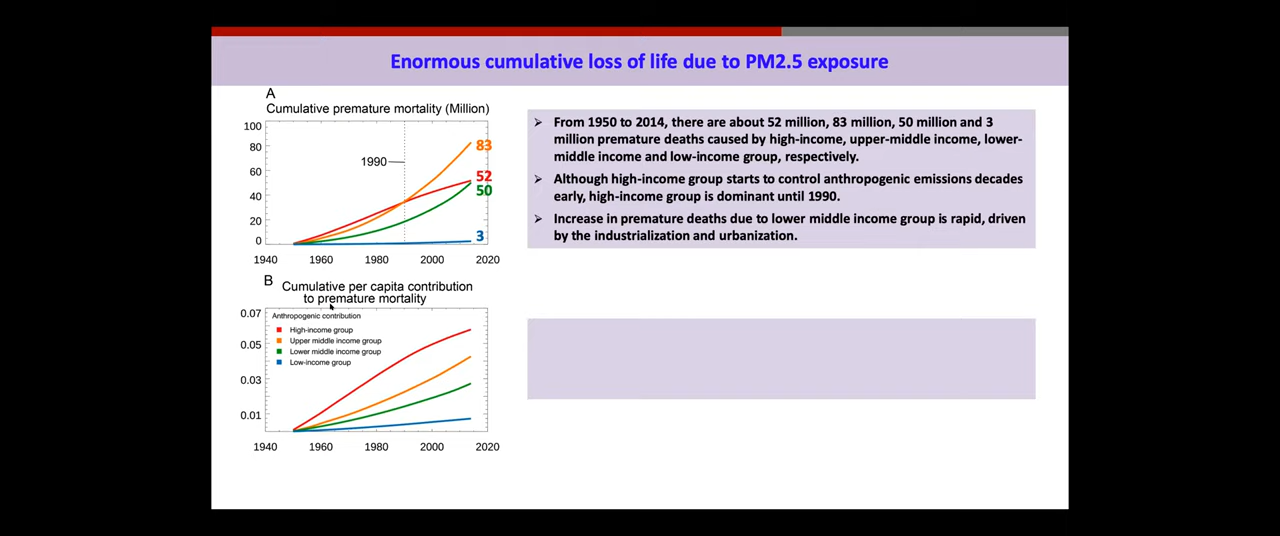 Enormous cumulative loss of life due to PM2.5 exposure
A
Cumulative premature mortality (Million)
100
80
60
40
20
0
1990
83
52
50
3
1940
1960
1980
2000
2020
➢ From 1950 to 2014, there are about 52 million, 83 million, 50 million and 3
million premature deaths caused by high-income, upper-middle income, lower-
middle income and low-income group, respectively.
➢ Although high-income group starts to control anthropogenic emissions decades
early, high-income group is dominant until 1990.
➢ Increase in premature deaths due to lower middle income group is rapid, driven
by the industrialization and urbanization.
B
Cumulative per capita contribution
to premature mortality
0.07
0.05
0.03
0.01
Anthropogenic contribution
High-income group
Upper middle income group
Lower middle income group
Low-income group
1940
1960
1980
2000
2020